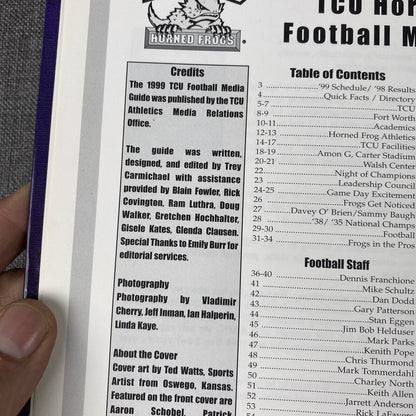 HORNED FROGS
Credits
The 1999 TCU Football Media
Guide was published by the TCU
Athletics Media Relations
Office.
The guide was written,
designed, and edited by Trey
Carmichael with assistance
provided by Blain Fowler, Rick
Covington, Ram Luthra, Doug
Walker, Gretchen Hochhalter,
Gisele Kates, Glenda Clausen.
Special Thanks to Emily Burr for
editorial services.
Photography
Photography by Vladimir
Cherry, Jeff Inman, Ian Halperin,
Linda Kaye.
About the Cover
Cover art by Ted Watts, Sports
Artist from Oswego, Kansas.
Featured on the front cover are
Aaron Schobel, Patrick
TCU Hor
Football M
Table of Contents
3 ..........'99 Schedule/ '98 Results
4 ..........Quick Facts / Directory
5-7 ..........TCU
8-9 ..........Fort Worth
10-11 ..........Academics
12-13 ..........Horned Frog Athletics
14-17 ..........TCU Facilities
18-19 ..........Amon G. Carter Stadium
20-21 ..........Walsh Center
22 ..........Night of Champions
23 ..........Leadership Council
24-25 ..........Game Day Excitement
26 ..........Frogs Get Noticed
27 ..........Davey O' Brien/Sammy Baugh
28 ..........'38/ '35 National Champs
29-30 ..........Football
31-34 ..........Frogs in the Pros
Football Staff
36-40 ..........Dennis Franchione
41 ..........Mike Schultz
42 ..........Dan Dodd
43 ..........Gary Patterson
44 ..........Stan Eggen
45 ..........Jim Bob Helduser
46 ..........Mark Parks
47 ..........Kenith Pope
48 ..........Chris Thurmond
49 ..........Mark Tommerdahl
50 ..........Charley North
51 ..........Keith Allen
52 ..........Jarrett Anderson
53 ..........Rick LaFa